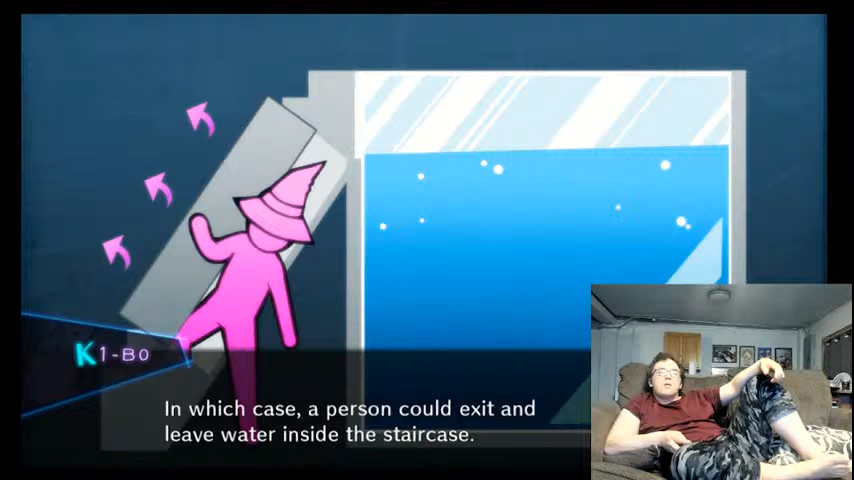 K1-B0
In which case, a person could exit and
leave water inside the staircase.